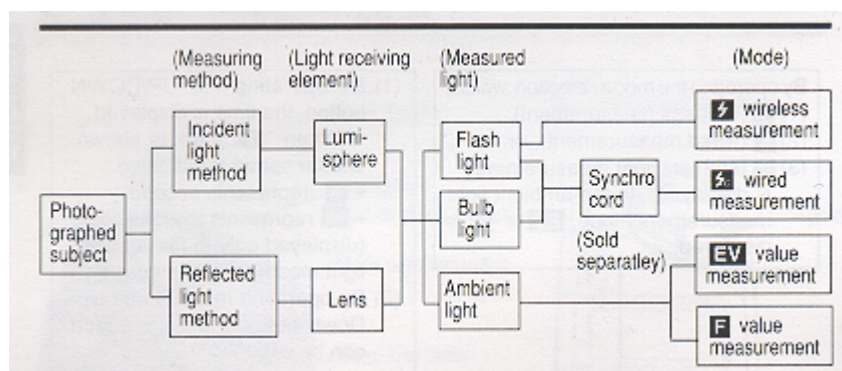 (Measuring method)
(Light receiving element)
(Measured light)
(Mode)
Photo-
graphed
subject
Incident
light
method
Reflected
light
method
Lumi-
sphere
Lens
Flash
light
Bulb
light
Ambient
light
Synchro
cord
(Sold
separatley)
wireless
measurement
wired
measurement
EV value
measurement
F value
measurement